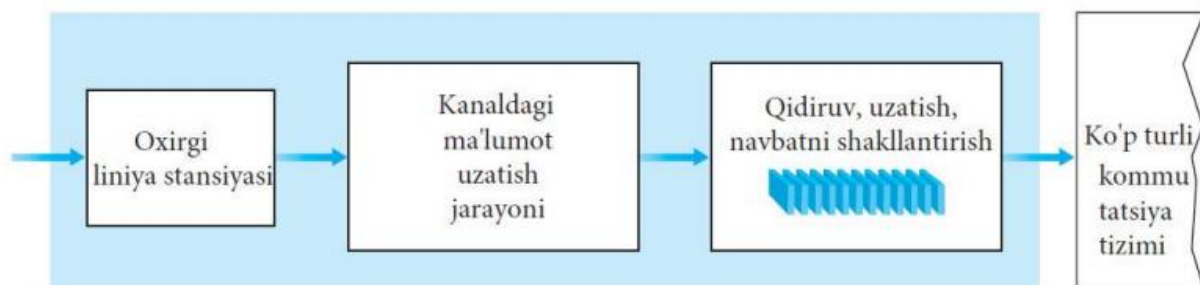 Oxirgi
liniya stansiyasi
Kanaldagi
ma'lumot
uzatish
jarayoni
Qidiruv, uzatish,
navbatni shakllantirish
Ko'p turli
kommu
tatsiya
tizimi